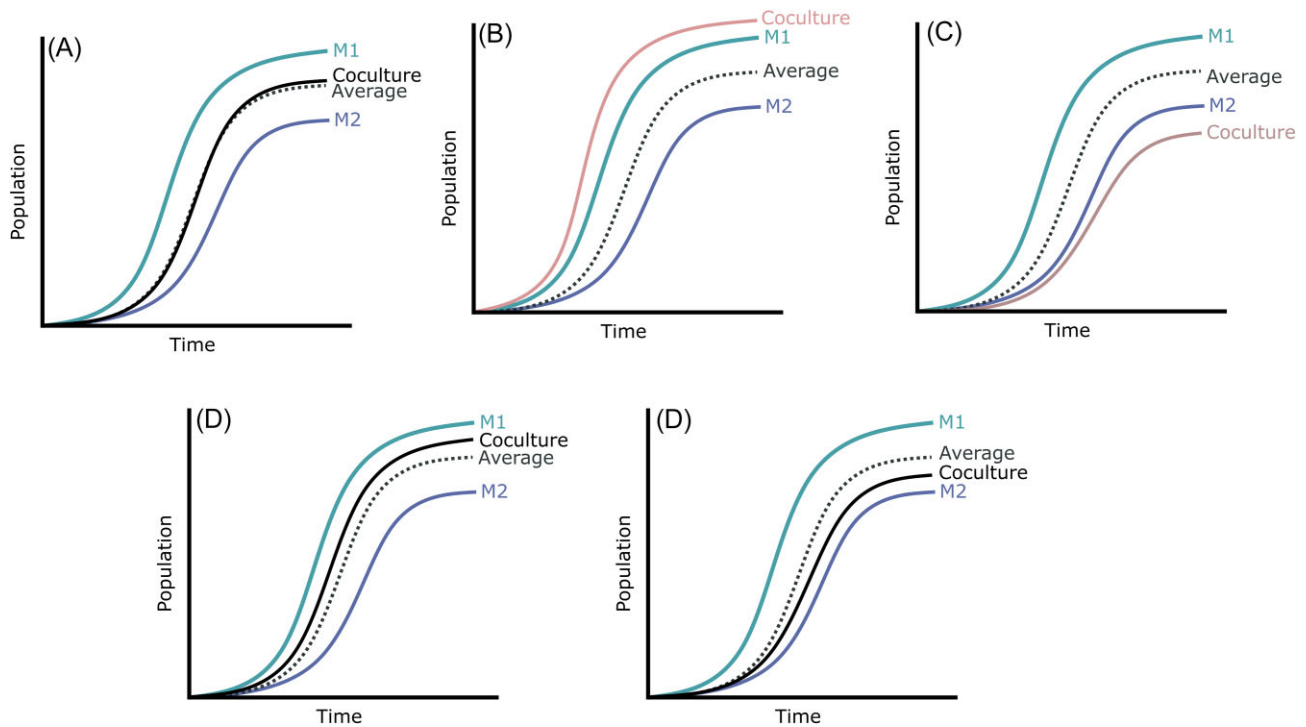 (A)
M1
Coculture
Average
M2
Population
Time
(B)
Coculture
M1
Average
M2
Population
Time
(C)
M1
Average
M2
Coculture
Population
Time
(D)
M1
Coculture
Average
M2
Population
Time
(D)
M1
Average
Coculture
M2
Population
Time